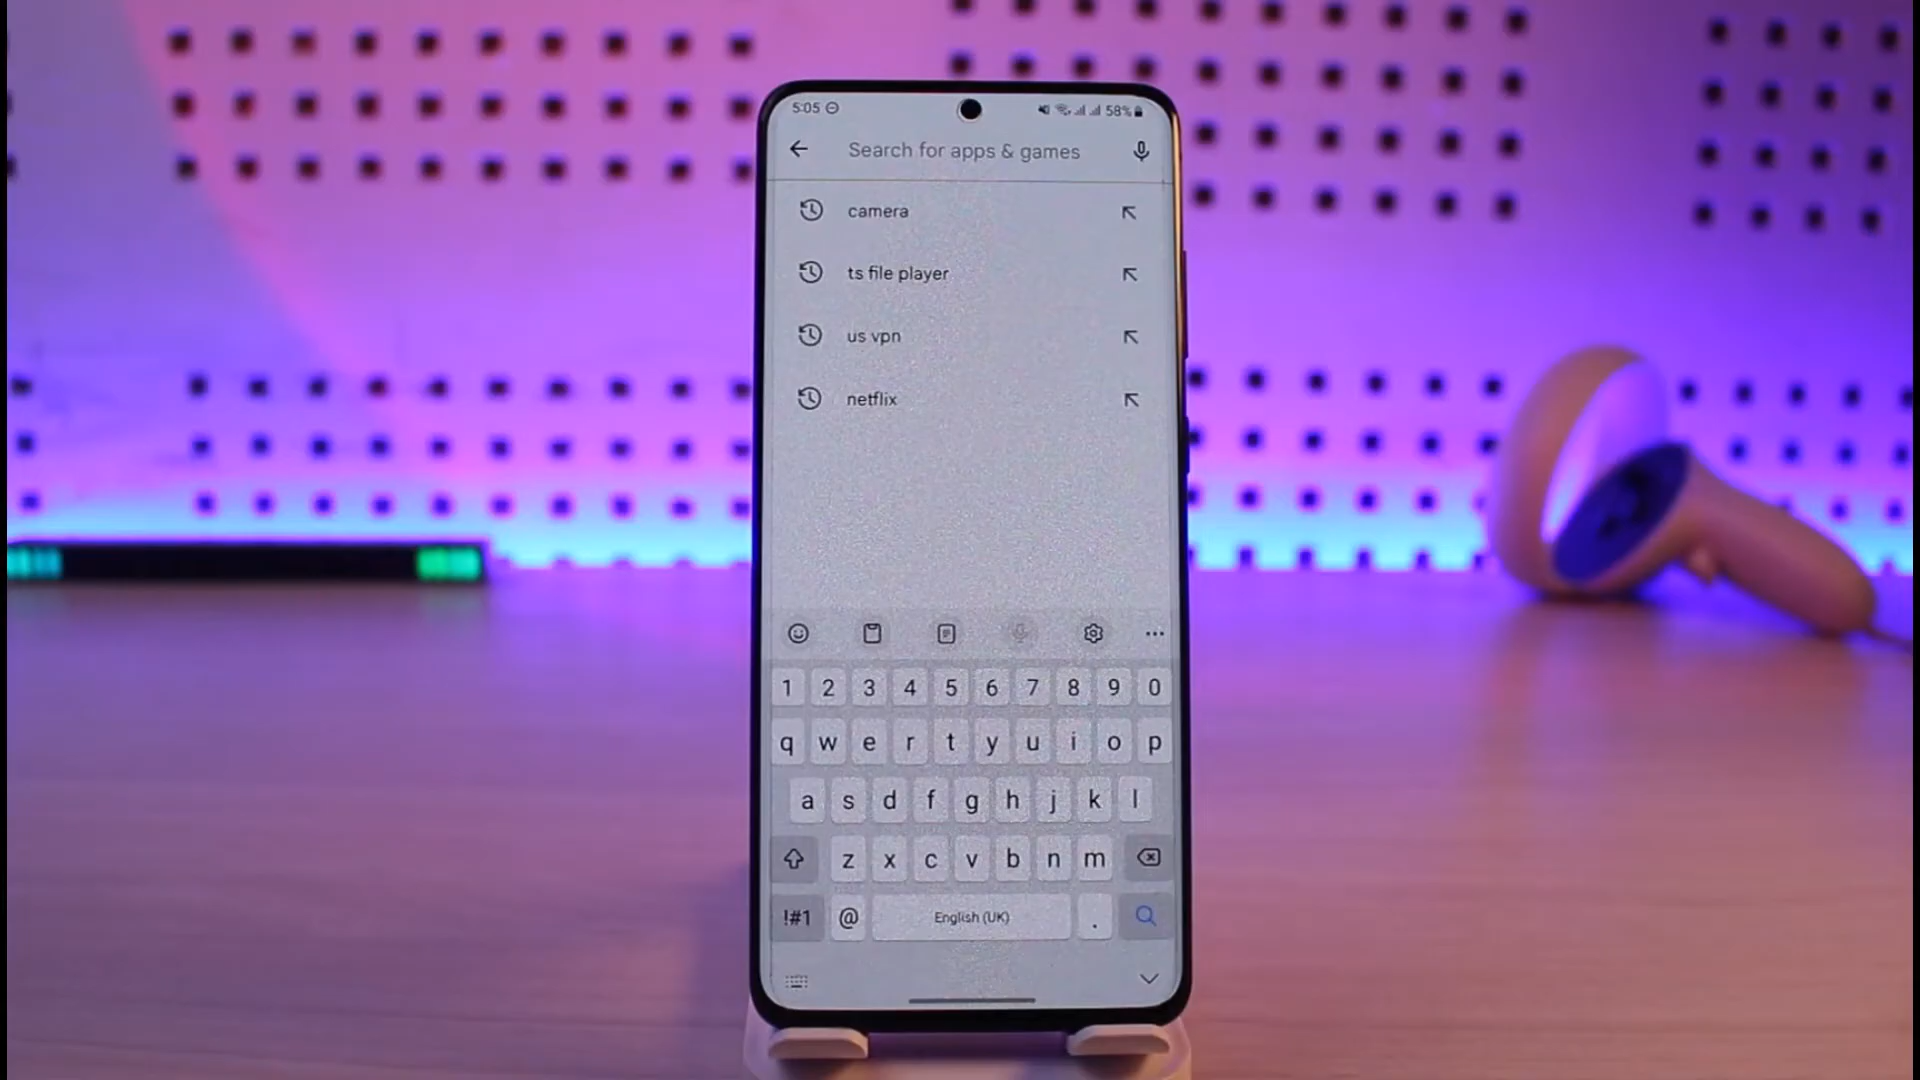 5:05
58%
Search for apps & games
camera
ts file player
us vpn
netflix
1 2 3 4 5 6 7 8 9 0
q w e r t y u i o p
a s d f g h j k l
z x c v b n m
!#1 @ English (UK) .